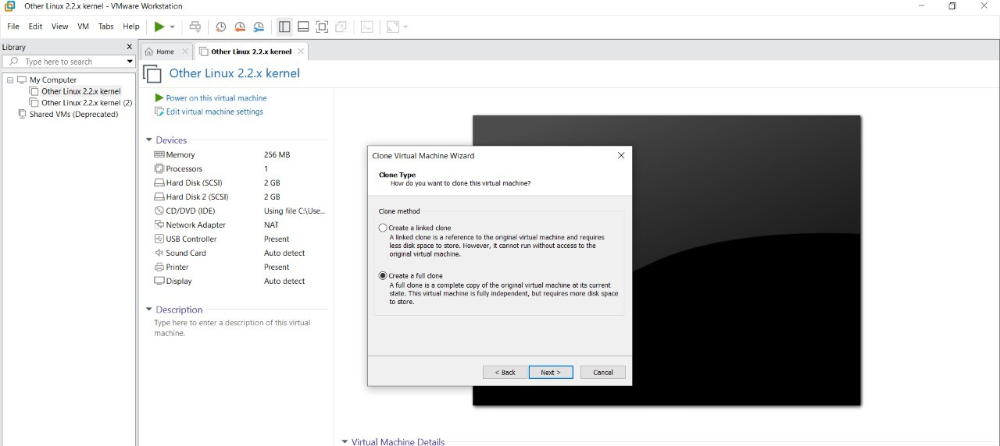 Other Linux 2.2.x kernel - VMware Workstation
File Edit View VM Tabs Help
Library X
Type here to search
My Computer
Other Linux 2.2.x kernel
Other Linux 2.2.x kernel (2)
Shared VMs (Deprecated)
Home
Other Linux 2.2.x kernel
Other Linux 2.2.x kernel
Power on this virtual machine
Edit virtual machine settings
Devices
Memory 256 MB
Processors 1
Hard Disk (SCSI) 2 GB
Hard Disk 2 (SCSI) 2 GB
CD/DVD (IDE) Using file C:\Use...
Network Adapter NAT
USB Controller Present
Sound Card Auto detect
Printer Present
Display Auto detect
Description
Type here to enter a description of this virtual
machine.
Clone Virtual Machine Wizard
Clone Type
How do you want to clone this virtual machine?
Clone method
Create a linked clone
A linked clone is a reference to the original virtual machine and requires
less disk space to store. However, it cannot run without access to the
original virtual machine.
Create a full clone
A full clone is a complete copy of the original virtual machine at its current
state. This virtual machine is fully independent, but requires more disk space
to store.
< Back Next > Cancel
Virtual Machine Details